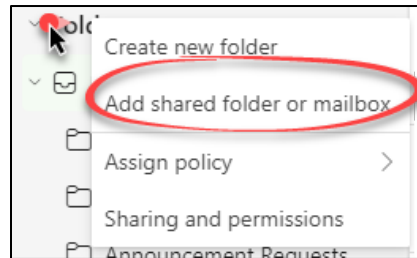 Create new folder
Add shared folder or mailbox
Assign policy
Sharing and permissions
Announcement Requests